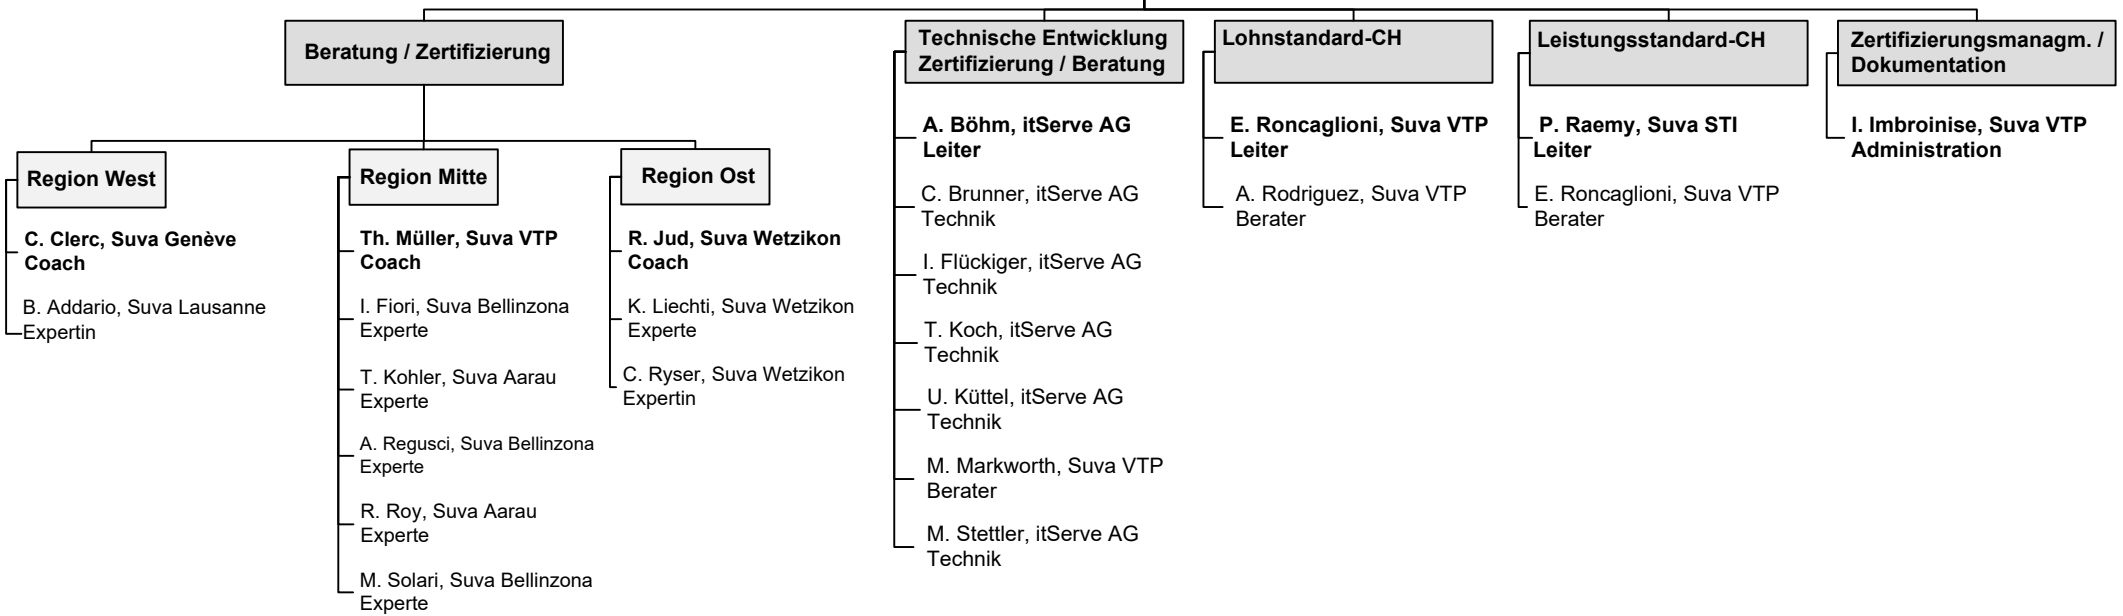 Beratung / Zertifizierung
Region West
C. Clerc, Suva Genève
Coach
B. Addario, Suva Lausanne
Expertin
Region Mitte
Th. Müller, Suva VTP
Coach
I. Fiori, Suva Bellinzona
Experte
T. Kohler, Suva Aarau
Experte
A. Regusci, Suva Bellinzona
Experte
R. Roy, Suva Aarau
Experte
M. Solari, Suva Bellinzona
Experte
Region Ost
R. Jud, Suva Wetzikon
Coach
K. Liechti, Suva Wetzikon
Experte
C. Ryser, Suva Wetzikon
Expertin
Technische Entwicklung
Zertifizierung / Beratung
A. Böhm, itServe AG
Leiter
C. Brunner, itServe AG
Technik
I. Flückiger, itServe AG
Technik
T. Koch, itServe AG
Technik
U. Küttel, itServe AG
Technik
M. Markworth, Suva VTP
Berater
M. Stettler, itServe AG
Technik
Lohnstandard-CH
E. Roncaglioni, Suva VTP
Leiter
A. Rodriguez, Suva VTP
Berater
Leistungsstandard-CH
P. Raemy, Suva STI
Leiter
E. Roncaglioni, Suva VTP
Berater
Zertifizierungsmanagm. /
Dokumentation
I. Imbroinise, Suva VTP
Administration